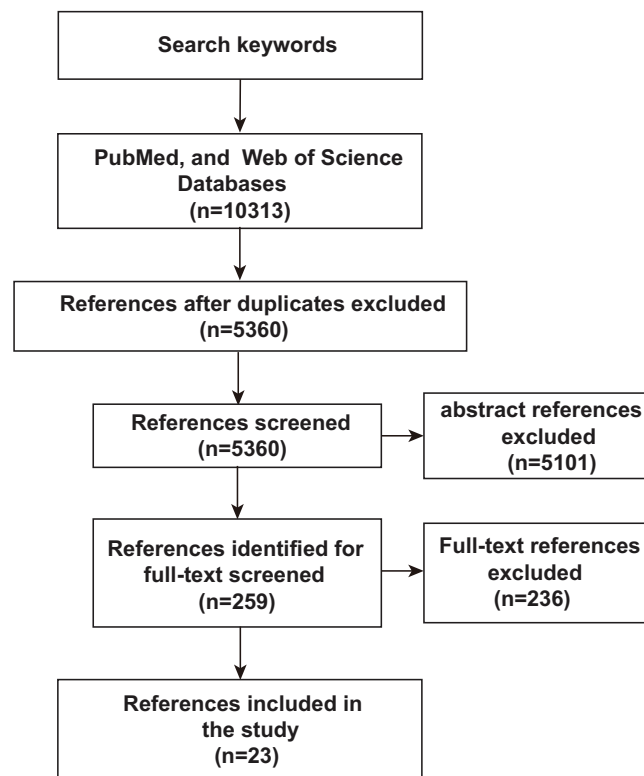 Search keywords
PubMed, and Web of Science
Databases
(n=10313)
References after duplicates excluded
(n=5360)
References screened
(n=5360)
abstract references
excluded
(n=5101)
References identified for
full-text screened
(n=259)
Full-text references
excluded
(n=236)
References included in
the study
(n=23)